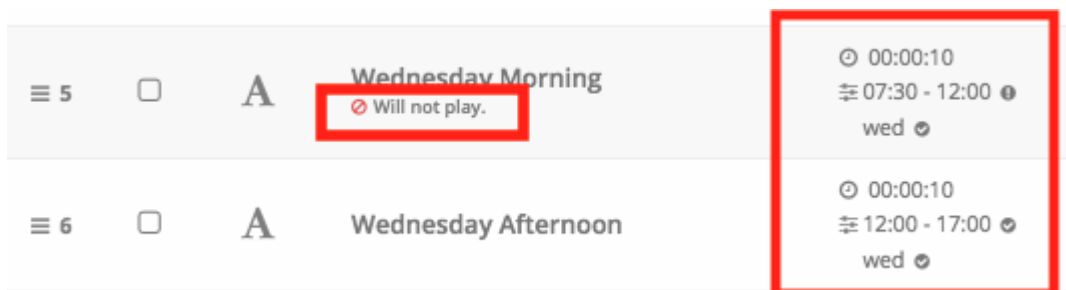 00:00:10
5 A Wednesday Morning 07:30 - 12:00
Will not play.
wed
00:00:10
6 A Wednesday Afternoon 12:00 - 17:00
wed